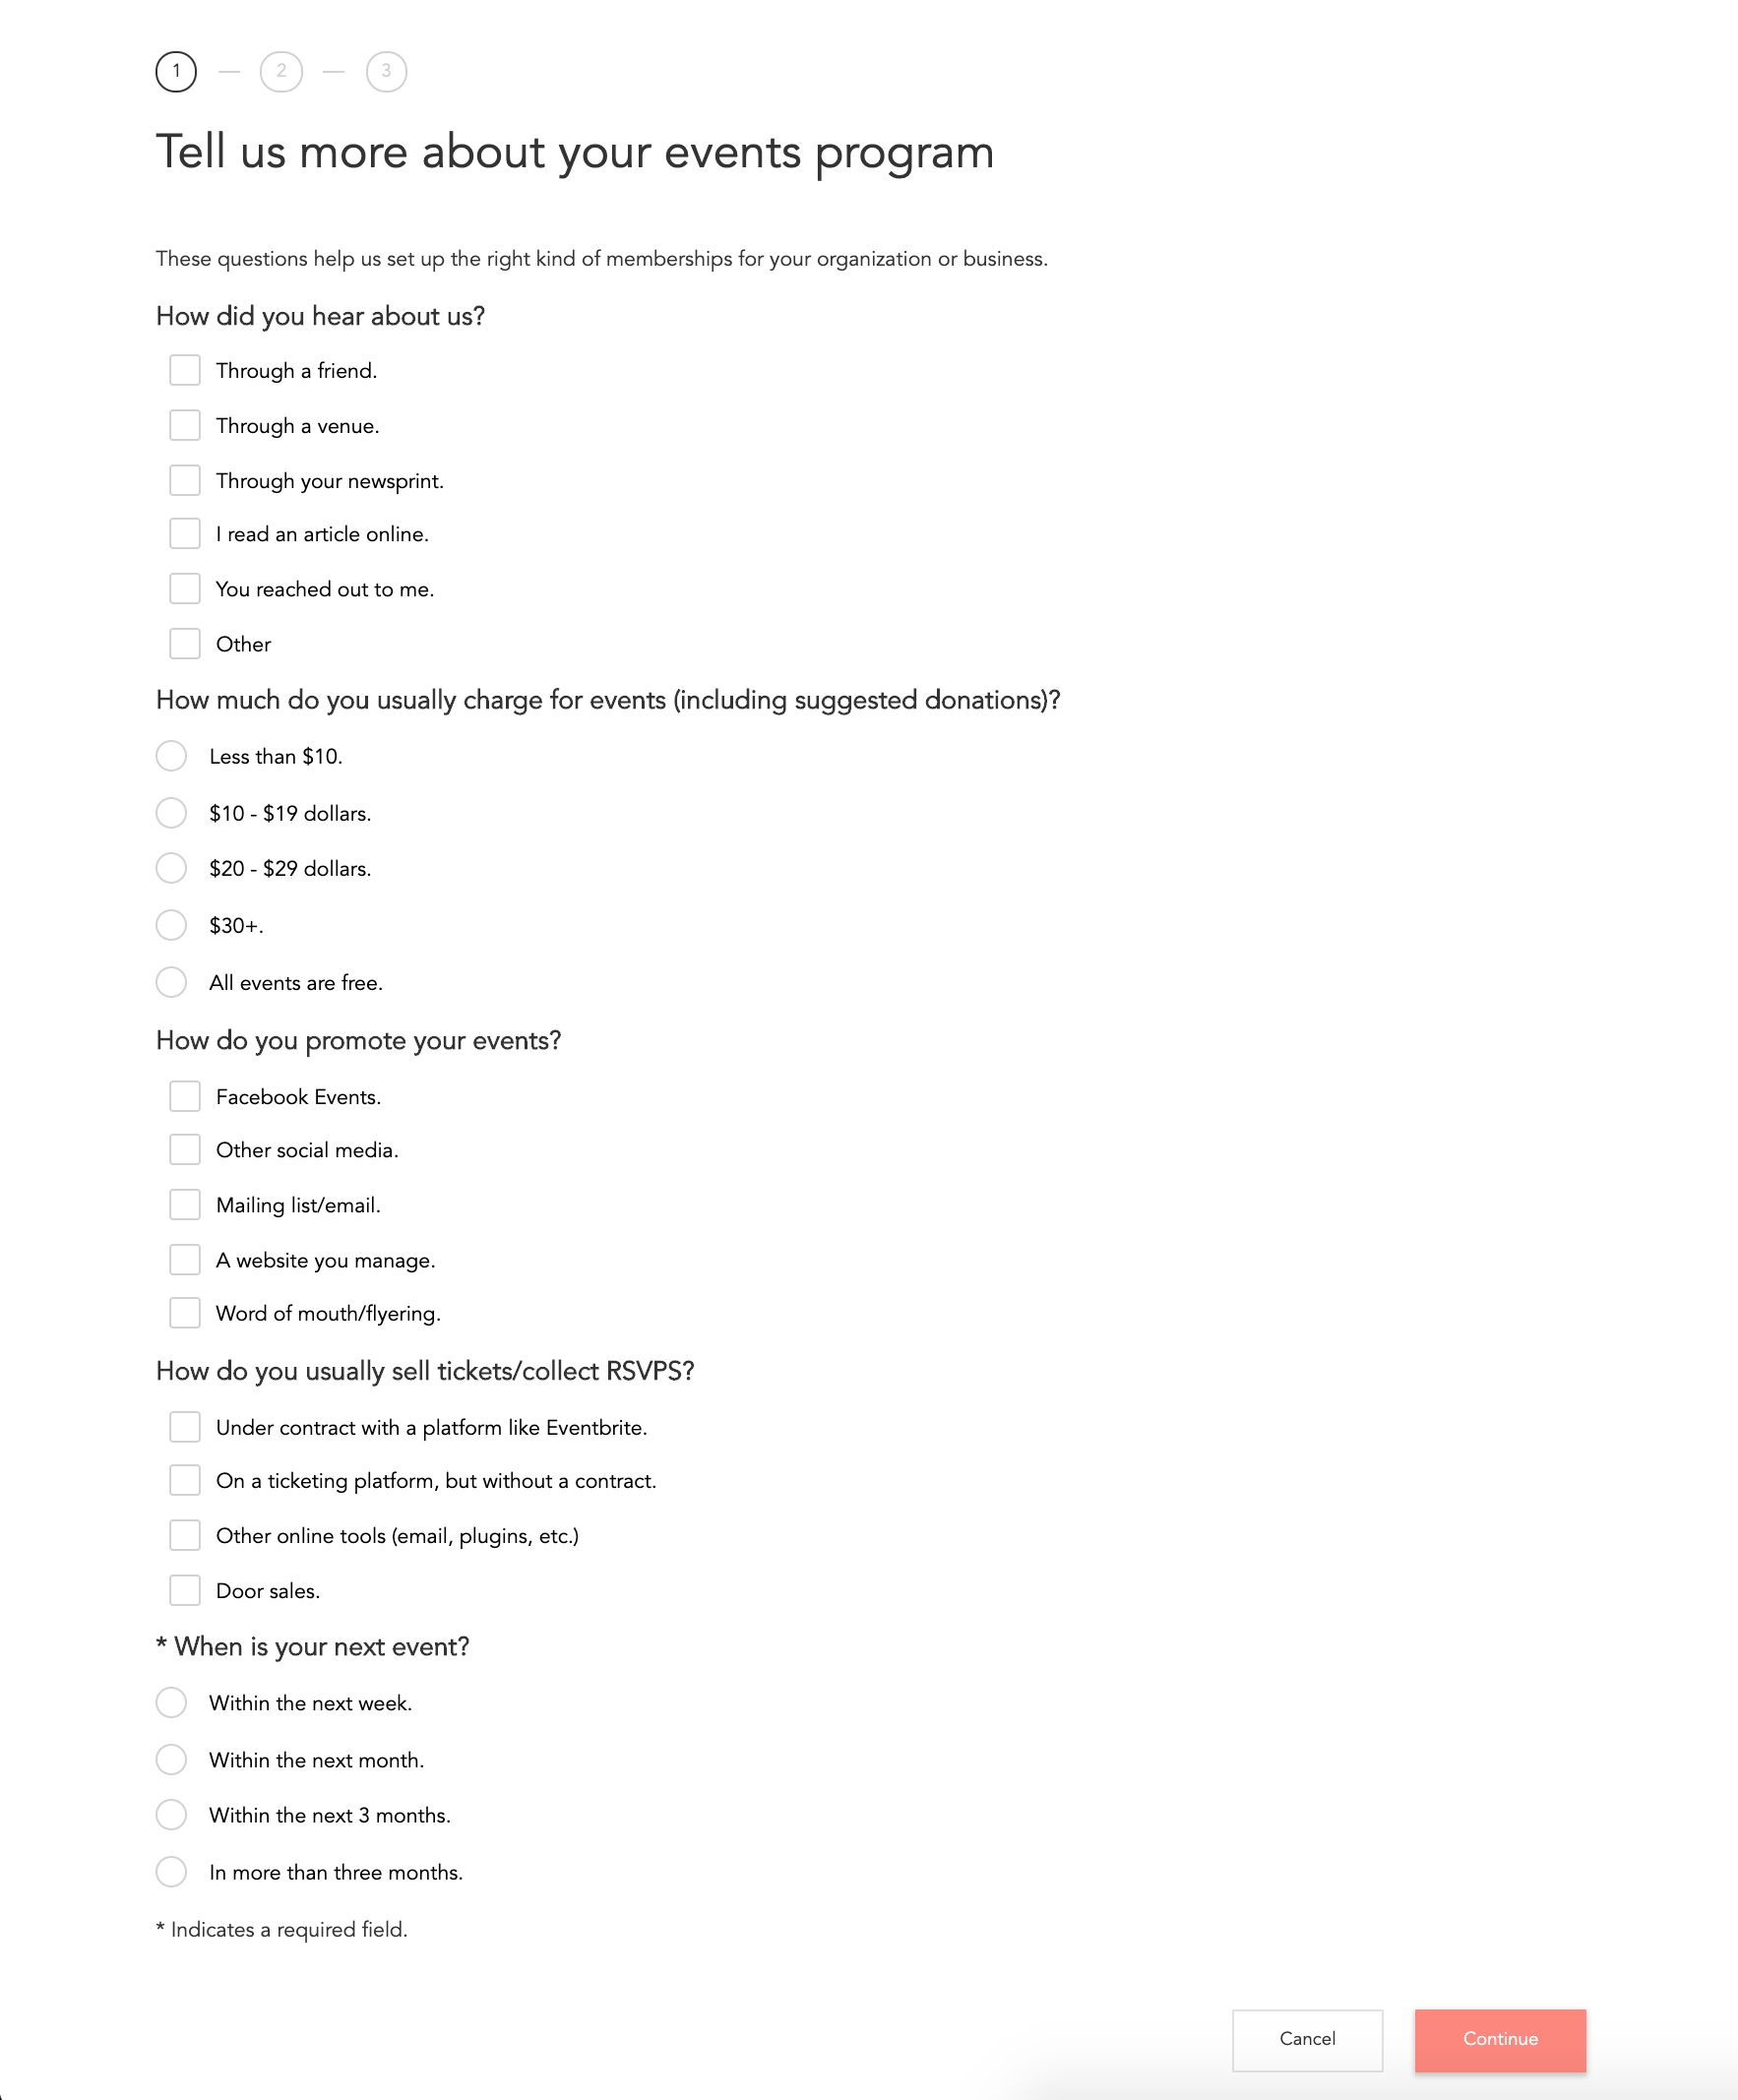 1 — 2 — 3
Tell us more about your events program
These questions help us set up the right kind of memberships for your organization or business.
How did you hear about us?
Through a friend.
Through a venue.
Through your newsprint.
I read an article online.
You reached out to me.
Other
How much do you usually charge for events (including suggested donations)?
Less than $10.
$10 - $19 dollars.
$20 - $29 dollars.
$30+.
All events are free.
How do you promote your events?
Facebook Events.
Other social media.
Mailing list/email.
A website you manage.
Word of mouth/flyering.
How do you usually sell tickets/collect RSVPS?
Under contract with a platform like Eventbrite.
On a ticketing platform, but without a contract.
Other online tools (email, plugins, etc.)
Door sales.
* When is your next event?
Within the next week.
Within the next month.
Within the next 3 months.
In more than three months.
* Indicates a required field.
Cancel Continue